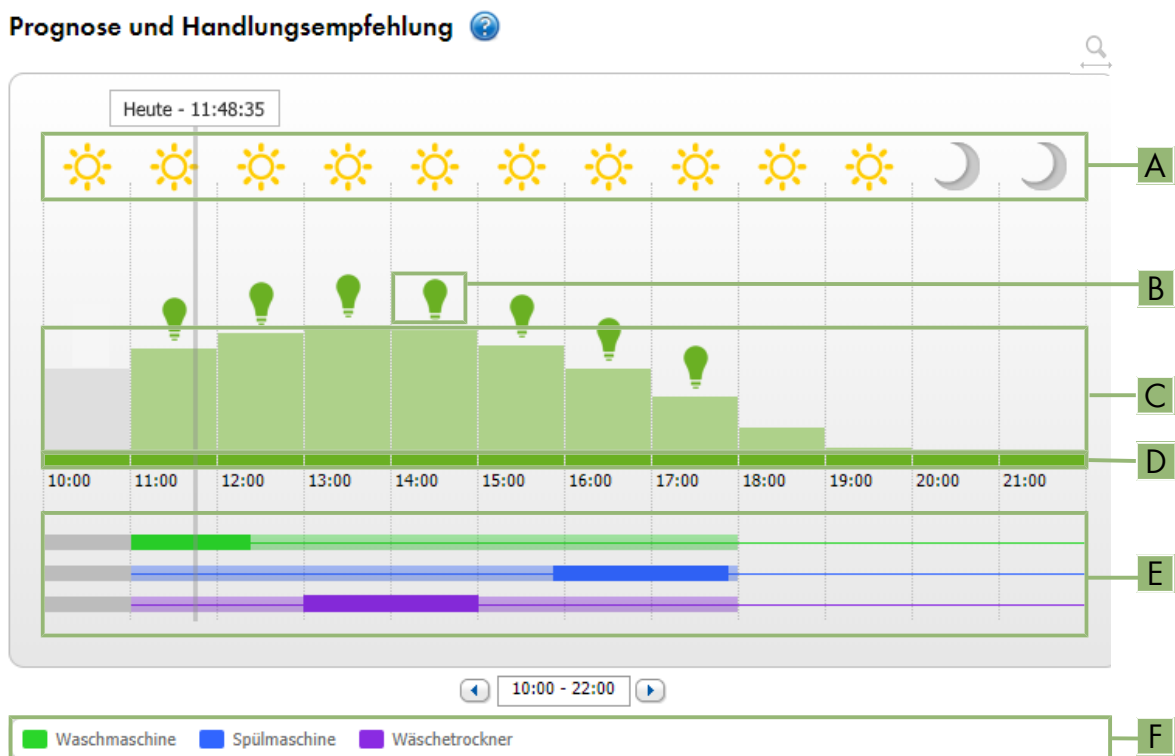 Prognose und Handlungsempfehlung ?
Heute - 11:48:35
A
B
C
D
10:00 11:00 12:00 13:00 14:00 15:00 16:00 17:00 18:00 19:00 20:00 21:00
E
10:00 - 22:00
Waschmaschine Spülmaschine Wäschetrockner
F